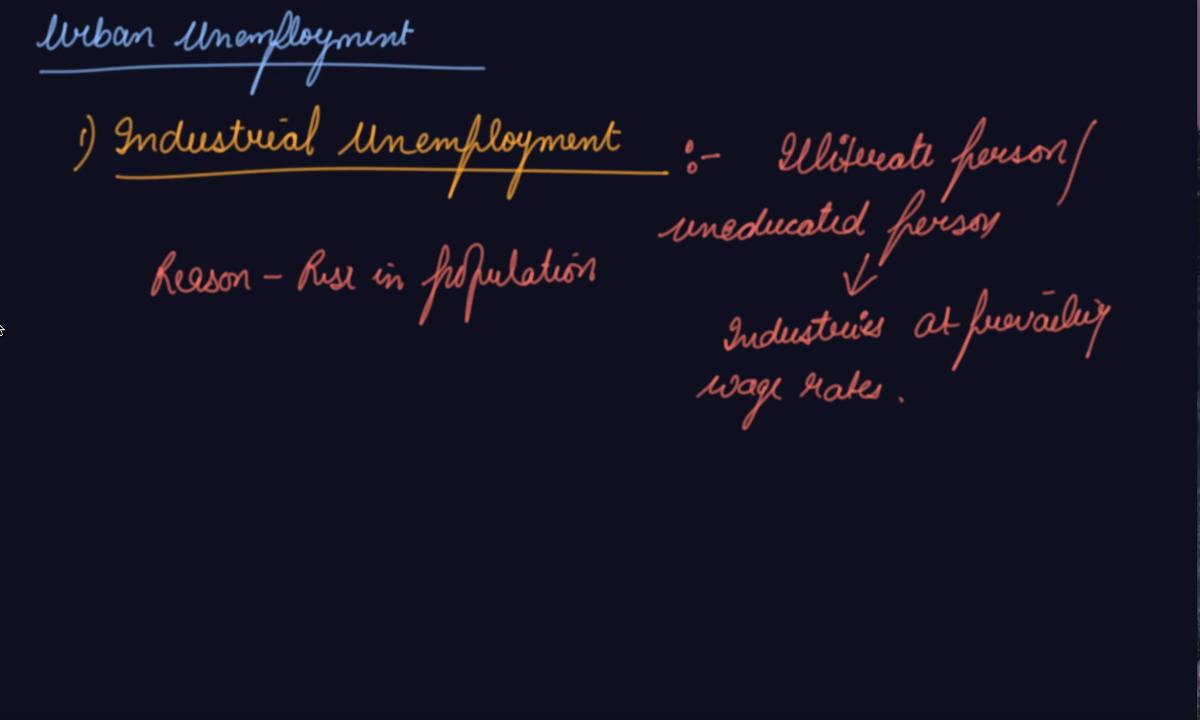 Urban Unemployment
1) Industrial Unemployment :- Illiterate person/
uneducated person
↓
Reason - Rise in population
Industries at prevailing
wage rates.